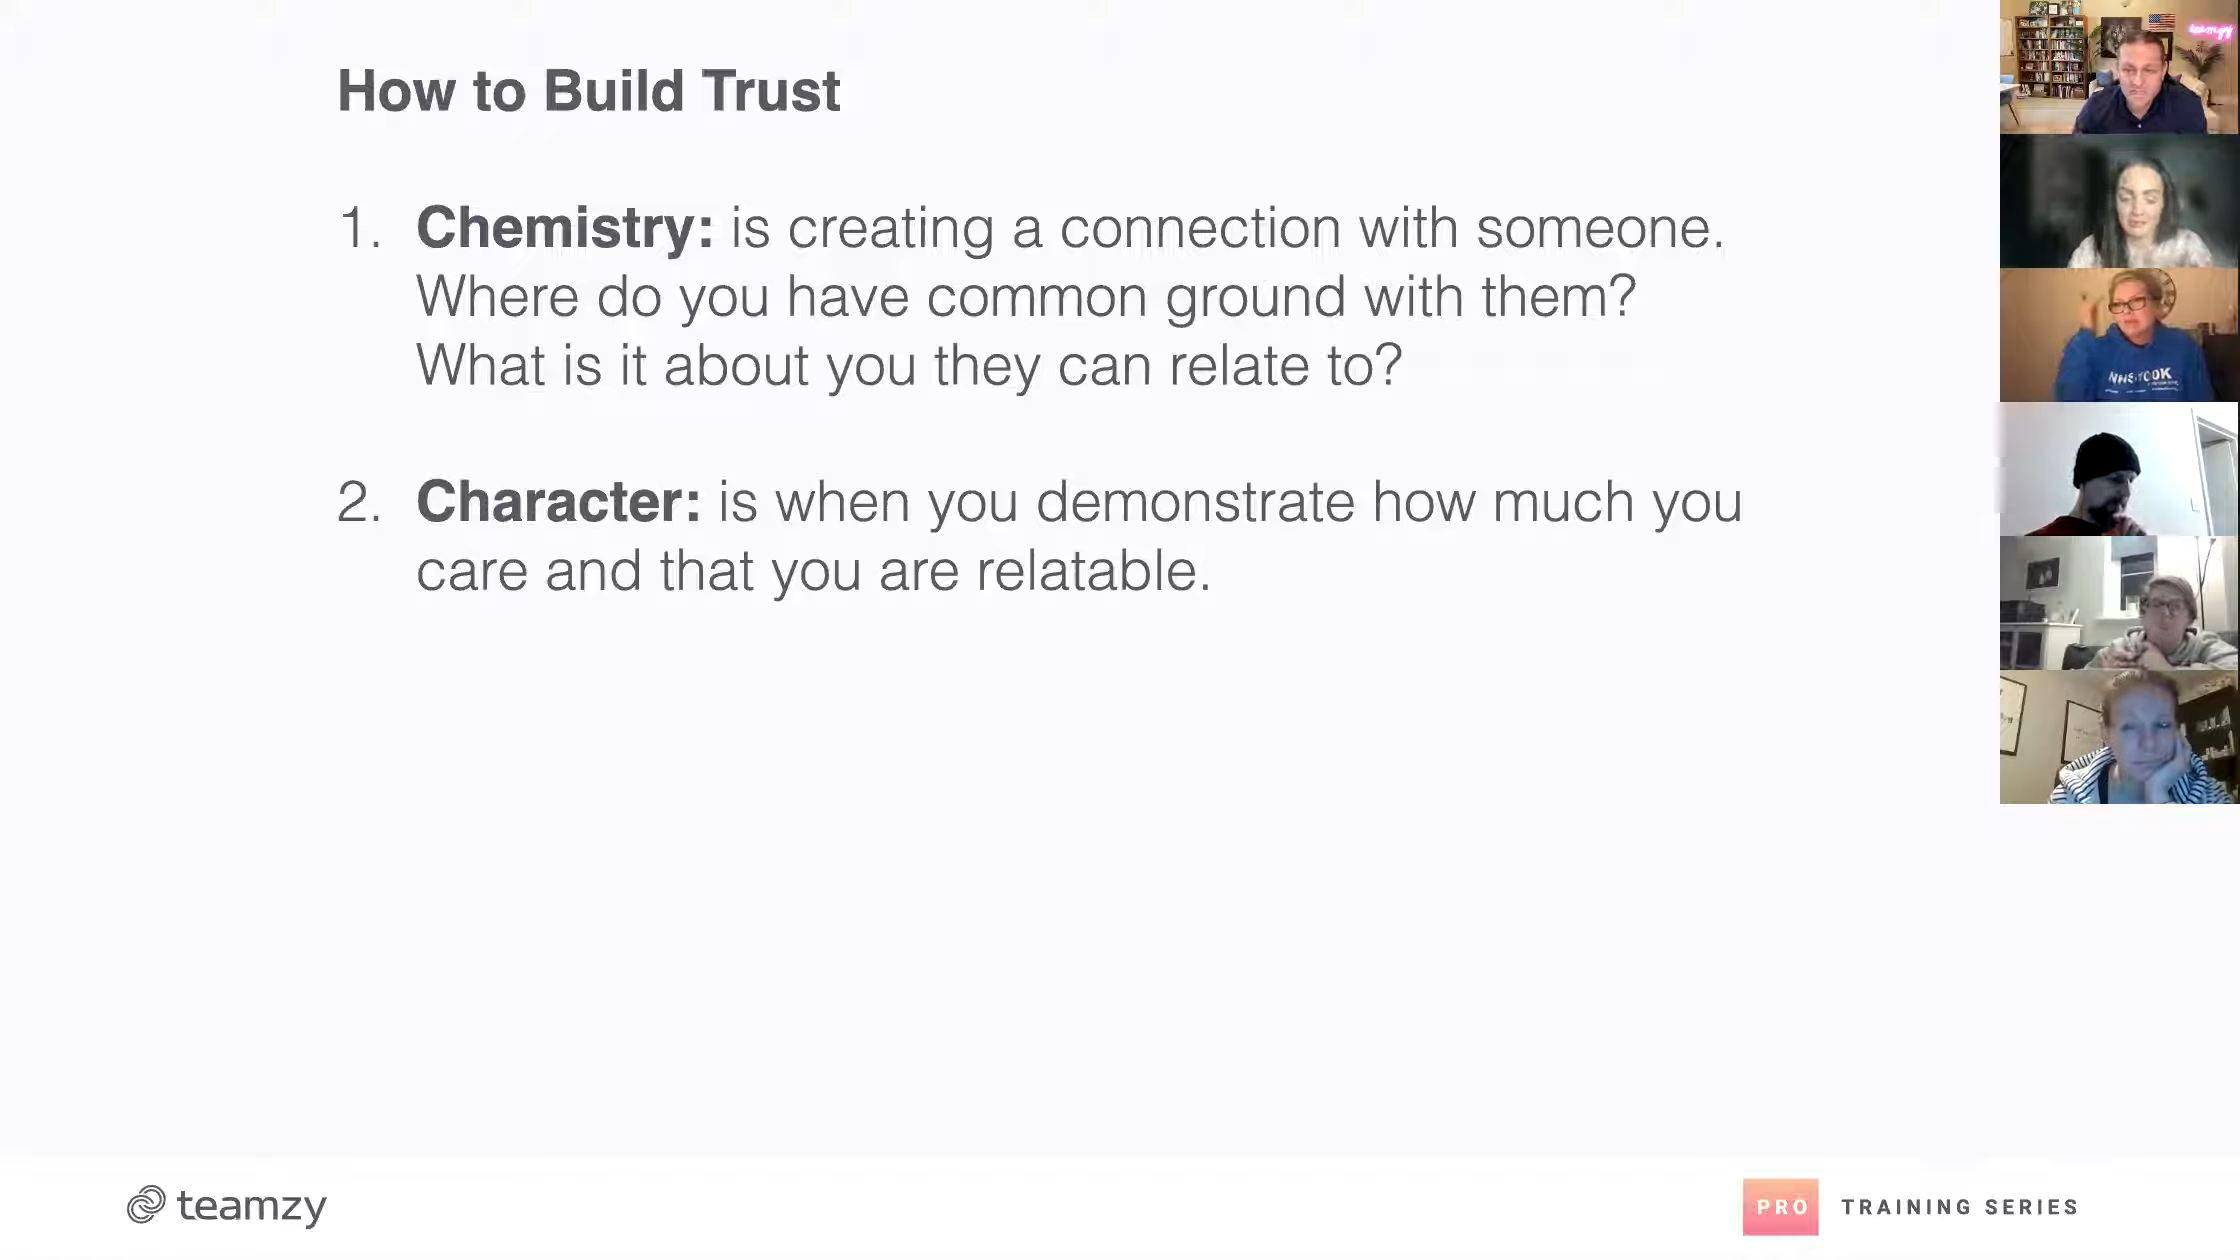 How to Build Trust
1. Chemistry: is creating a connection with someone.
Where do you have common ground with them?
What is it about you they can relate to?
2. Character: is when you demonstrate how much you
care and that you are relatable.
teamzy
teamzy
PRO TRAINING SERIES